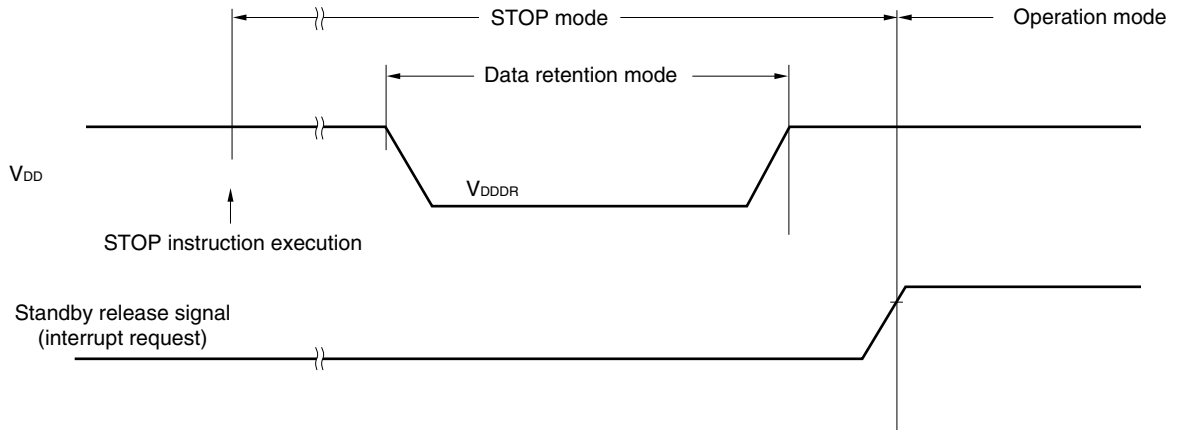 STOP mode
Operation mode
Data retention mode
VDD
VDDDR
STOP instruction execution
Standby release signal
(interrupt request)